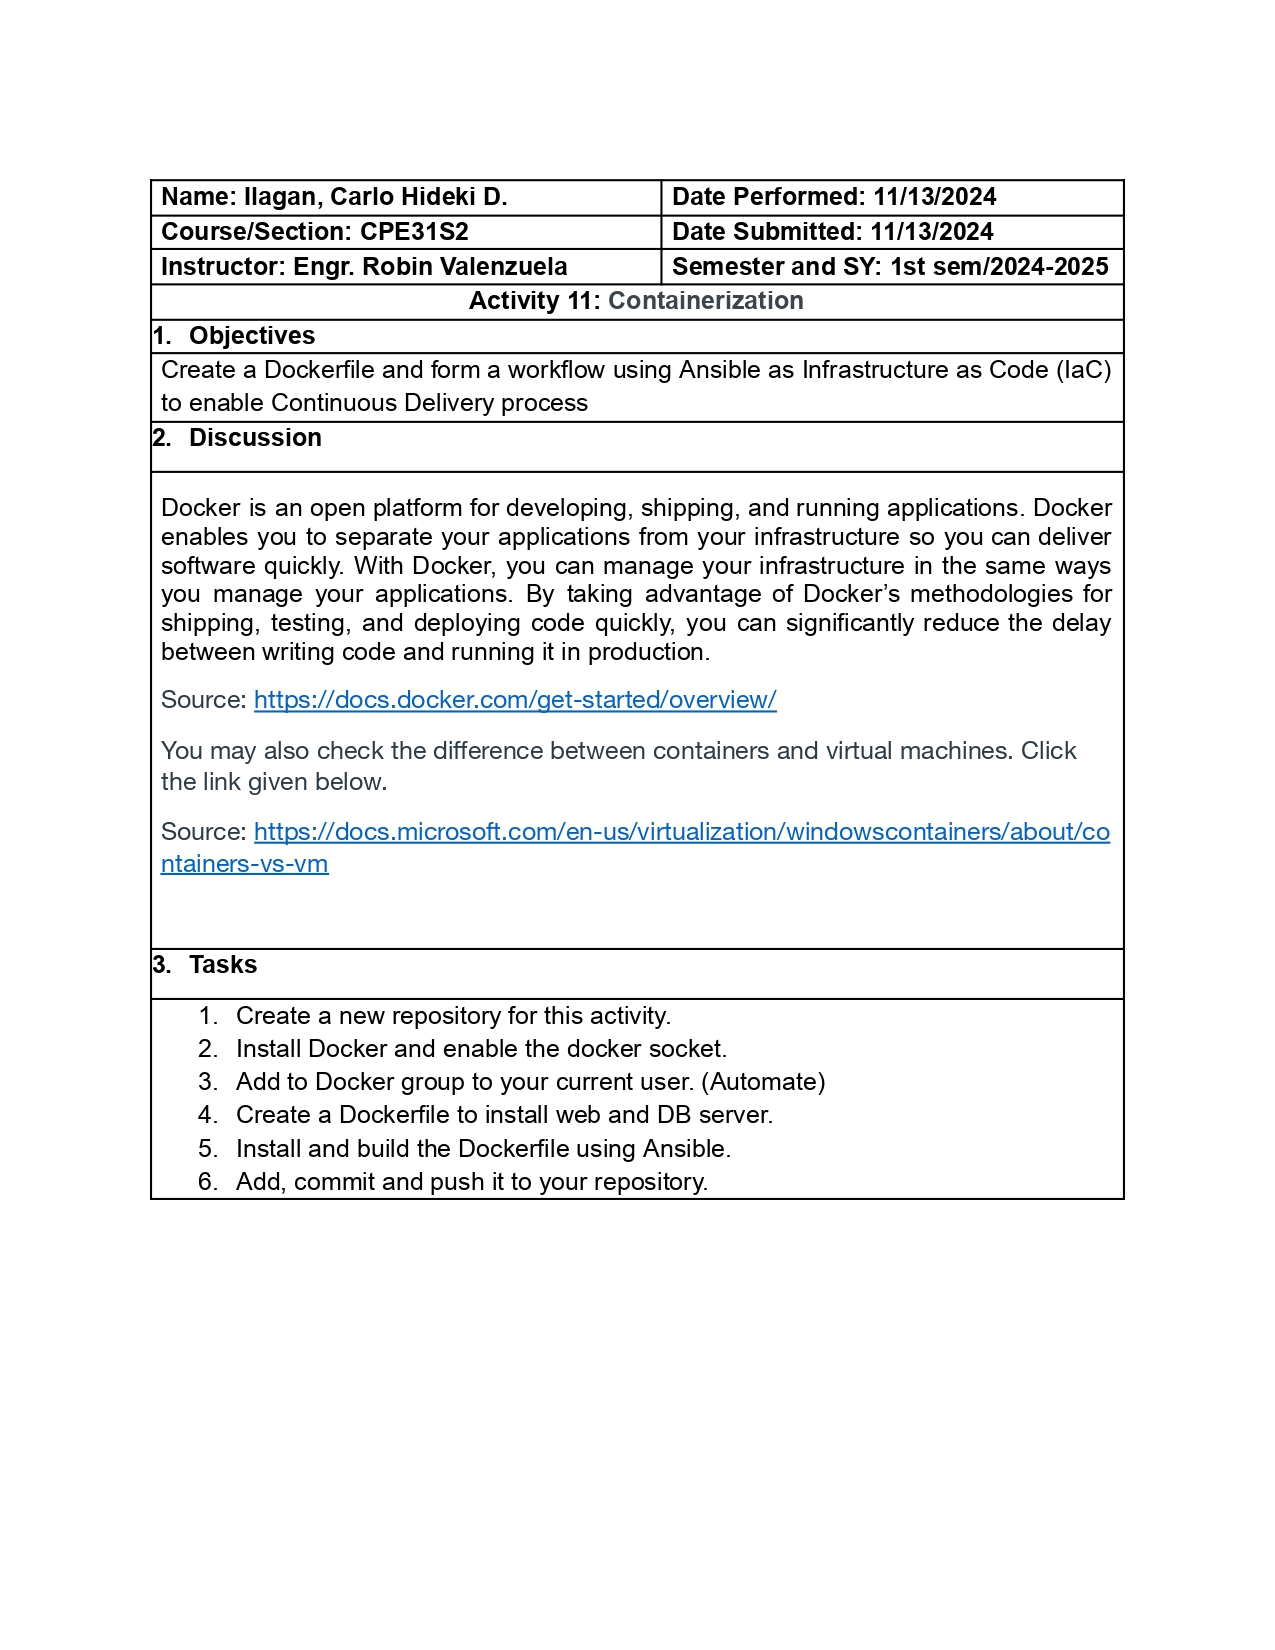 Name: Ilagan, Carlo Hideki D.
Date Performed: 11/13/2024
Course/Section: CPE31S2
Date Submitted: 11/13/2024
Instructor: Engr. Robin Valenzuela
Semester and SY: 1st sem/2024-2025
Activity 11: Containerization
1. Objectives
Create a Dockerfile and form a workflow using Ansible as Infrastructure as Code (IaC)
to enable Continuous Delivery process
2. Discussion
Docker is an open platform for developing, shipping, and running applications. Docker
enables you to separate your applications from your infrastructure so you can deliver
software quickly. With Docker, you can manage your infrastructure in the same ways
you manage your applications. By taking advantage of Docker’s methodologies for
shipping, testing, and deploying code quickly, you can significantly reduce the delay
between writing code and running it in production.
Source: https://docs.docker.com/get-started/overview/
You may also check the difference between containers and virtual machines. Click
the link given below.
Source: https://docs.microsoft.com/en-us/virtualization/windowscontainers/about/co
ntainers-vs-vm
3. Tasks
1. Create a new repository for this activity.
2. Install Docker and enable the docker socket.
3. Add to Docker group to your current user. (Automate)
4. Create a Dockerfile to install web and DB server.
5. Install and build the Dockerfile using Ansible.
6. Add, commit and push it to your repository.